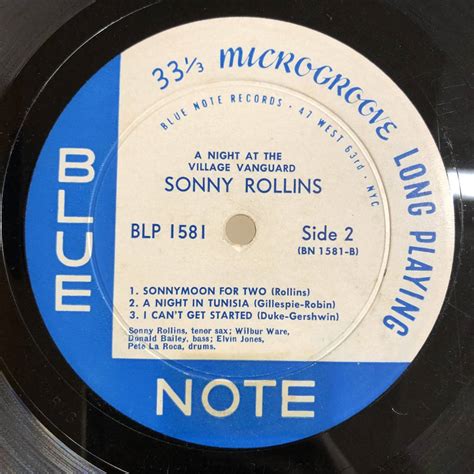 33⅓ MICROGROOVE LONG PLAYING
BLUE NOTE RECORDS · 47 WEST 63rd · NYC
A NIGHT AT THE
VILLAGE VANGUARD
SONNY ROLLINS
BLP 1581
Side 2
(BN 1581-B)
1. SONNYMOON FOR TWO (Rollins)
2. A NIGHT IN TUNISIA (Gillespie-Robin)
3. I CAN'T GET STARTED (Duke-Gershwin)
Sonny Rollins, tenor sax; Wilbur Ware,
Donald Bailey, bass; Elvin Jones,
Pete La Roca, drums.
BLUE
NOTE